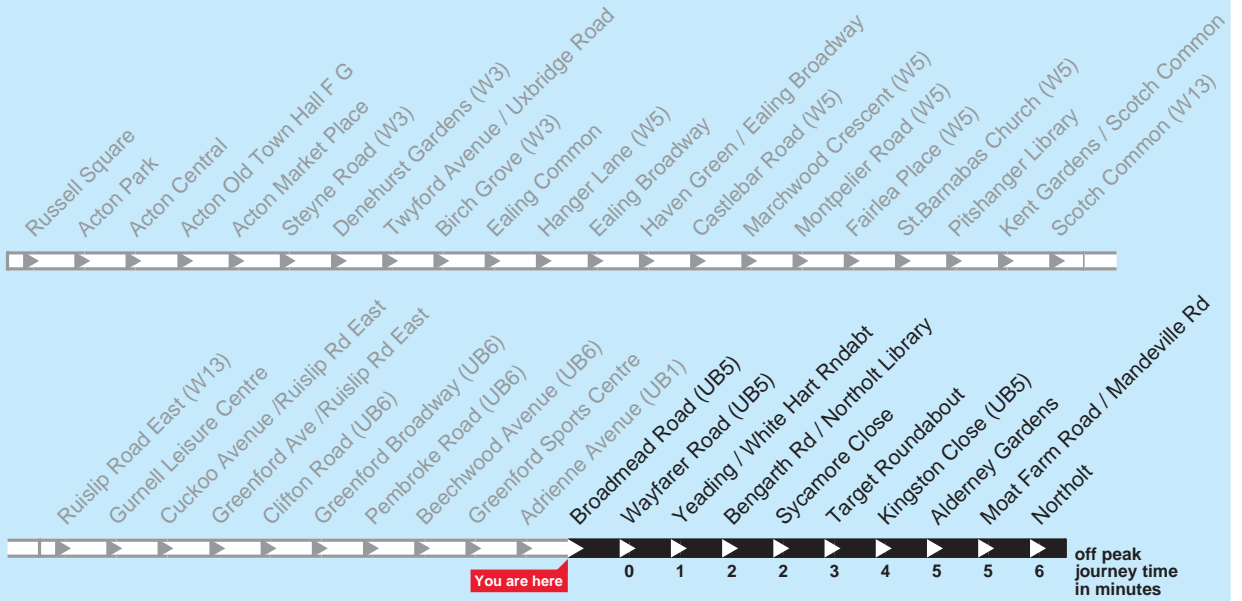 Russell Square
Acton Park
Acton Central
Acton Old Town Hall F G
Acton Market Place
Steyne Road (W3)
Denehurst Gardens (W3)
Twyford Avenue / Uxbridge Road
Birch Grove (W3)
Ealing Common
Hanger Lane (W5)
Ealing Broadway
Haven Green / Ealing Broadway
Castlebar Road (W5)
Marchwood Crescent (W5)
Montpelier Road (W5)
Fairlea Place (W5)
St.Barnabas Church (W5)
Pitshanger Library
Kent Gardens / Scotch Common
Scotch Common (W13)
Ruislip Road East (W13)
Gurnell Leisure Centre
Cuckoo Avenue /Ruislip Rd East
Greenford Ave /Ruislip Rd East
Clifton Road (UB6)
Greenford Broadway (UB6)
Pembroke Road (UB6)
Beechwood Avenue (UB6)
Greenford Sports Centre
Adrienne Avenue (UB1)
Broadmead Road (UB5)
Wayfarer Road (UB5)
Yeading / White Hart Rndabt
Bengarth Rd / Northolt Library
Sycamore Close
Target Roundabout
Kingston Close (UB5)
Alderney Gardens
Moat Farm Road / Mandeville Rd
Northolt
You are here
0 1 2 2 3 4 5 5 6
off peak
journey time
in minutes